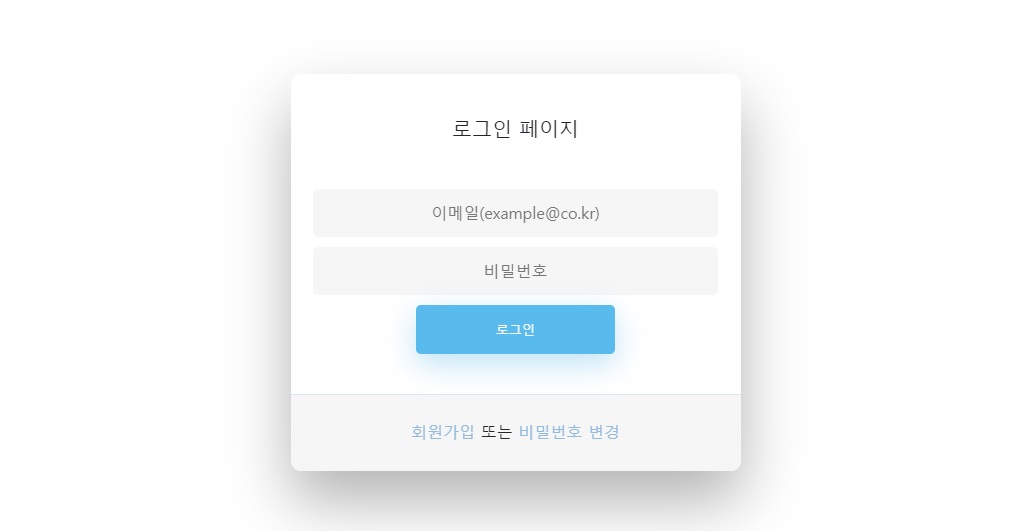 로그인 페이지
이메일(example@co.kr)
비밀번호
로그인
회원가입 또는 비밀번호 변경